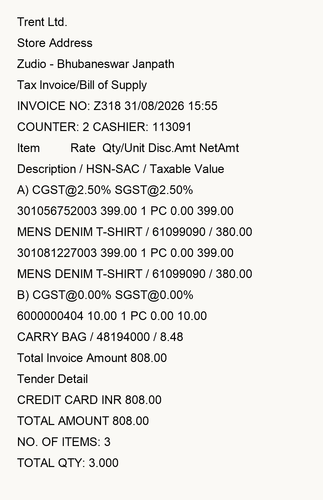 Trent Ltd.
Store Address
Zudio - Bhubaneswar Janpath
Tax Invoice/Bill of Supply
INVOICE NO: Z318 31/08/2026 15:55
COUNTER: 2 CASHIER: 113091
Item Rate Qty/Unit Disc.Amt NetAmt
Description / HSN-SAC / Taxable Value
A) CGST@2.50% SGST@2.50%
301056752003 399.00 1 PC 0.00 399.00
MENS DENIM T-SHIRT / 61099090 / 380.00
301081227003 399.00 1 PC 0.00 399.00
MENS DENIM T-SHIRT / 61099090 / 380.00
B) CGST@0.00% SGST@0.00%
6000000404 10.00 1 PC 0.00 10.00
CARRY BAG / 48194000 / 8.48
Total Invoice Amount 808.00
Tender Detail
CREDIT CARD INR 808.00
TOTAL AMOUNT 808.00
NO. OF ITEMS: 3
TOTAL QTY: 3.000